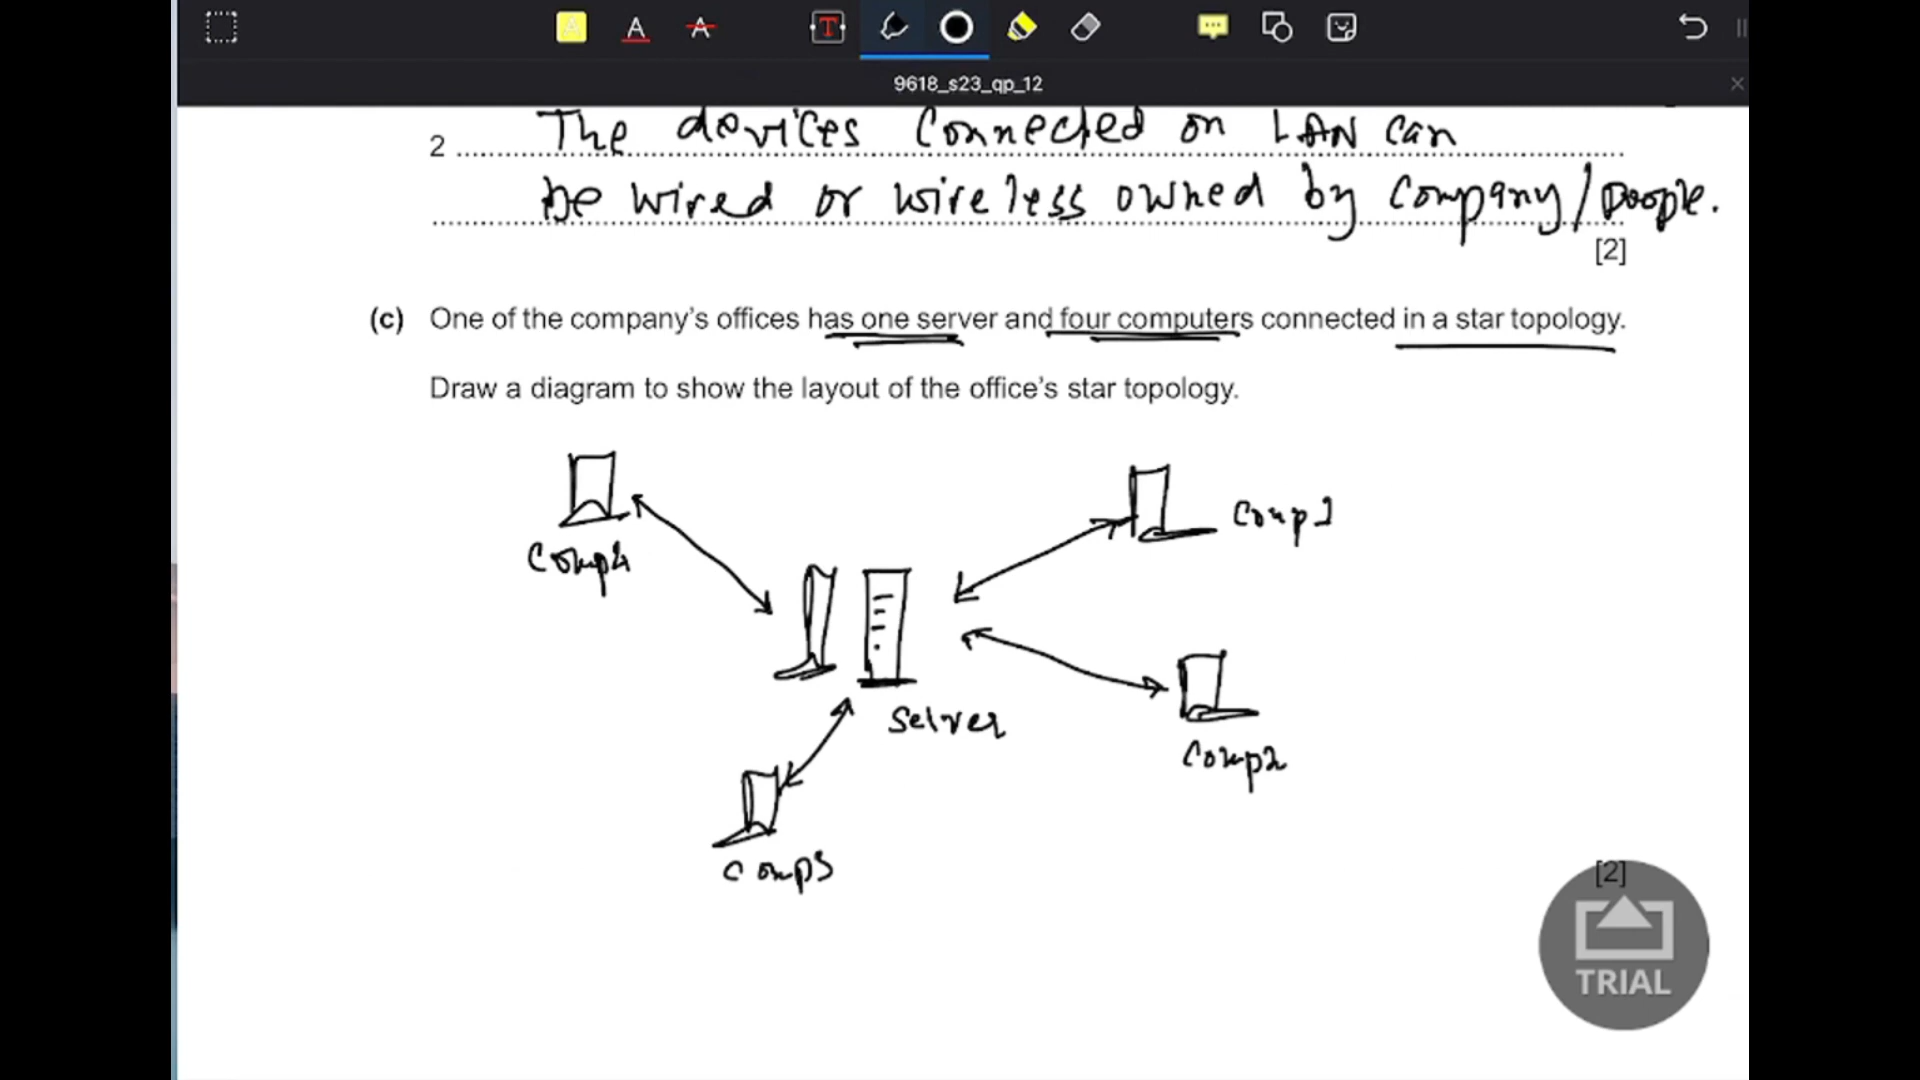 9618_s23_qp_12
The devices connected on LAN can
2
be wired or wireless owned by company/people.
[2]
(c) One of the company's offices has one server and four computers connected in a star topology.
Draw a diagram to show the layout of the office's star topology.
Comp1
Comp4
Server
Comp2
Comp3
[2]
TRIAL